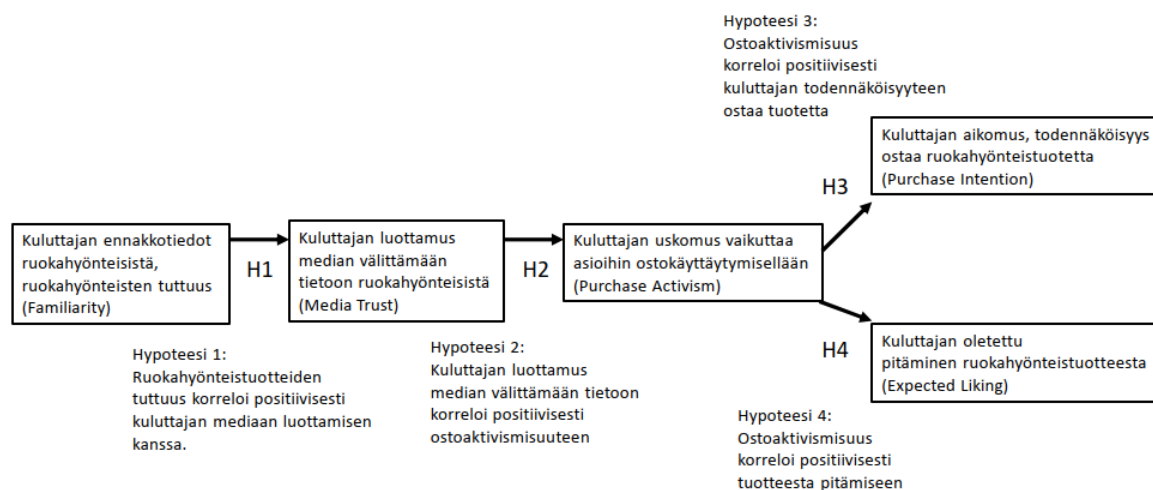 Hypoteesi 3:
Ostoaktivismisuus
korreloi positiivisesti
kuluttajan todennäköisyyteen
ostaa tuotetta
Kuluttajan aikomus, todennäköisyys
ostaa ruokahyönteistuotetta
(Purchase Intention)
H3
Kuluttajan ennakkotiedot
ruokahyönteisistä,
ruokahyönteisten tuttuus
(Familiarity)
H1
Kuluttajan luottamus
median välittämään
tietoon ruokahyönteisistä
(Media Trust)
H2
Kuluttajan uskomus vaikuttaa
asioihin ostokäyttäytymisellään
(Purchase Activism)
H4
Kuluttajan oletettu
pitäminen ruokahyönteistuotteesta
(Expected Liking)
Hypoteesi 1:
Ruokahyönteistuotteiden
tuttuus korreloi positiivisesti
kuluttajan mediaan luottamisen
kanssa.
Hypoteesi 2:
Kuluttajan luottamus
median välittämään tietoon
korreloi positiivisesti
ostoaktivismisuuteen
Hypoteesi 4:
Ostoaktivismisuus
korreloi positiivisesti
tuotteesta pitämiseen